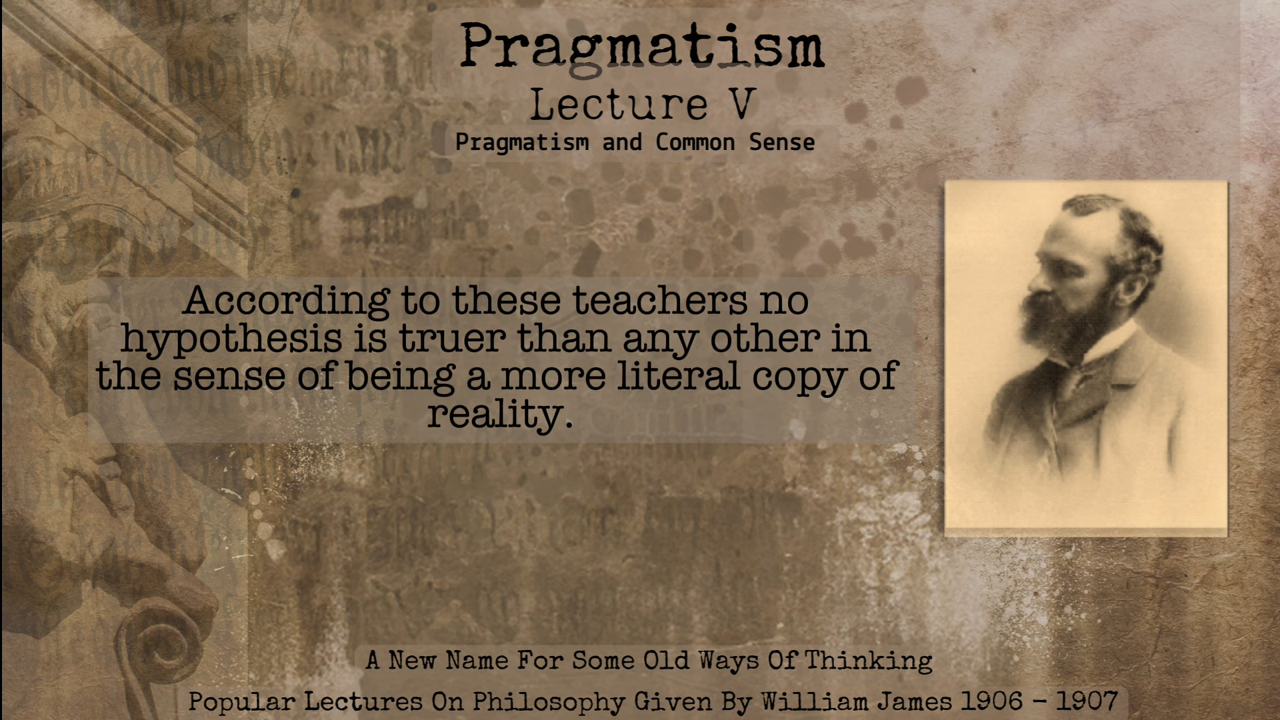 Pragmatism
Lecture V
Pragmatism and Common Sense
According to these teachers no
hypothesis is truer than any other in
the sense of being a more literal copy of
reality.
A New Name For Some Old Ways Of Thinking
Popular Lectures On Philosophy Given By William James 1906 – 1907